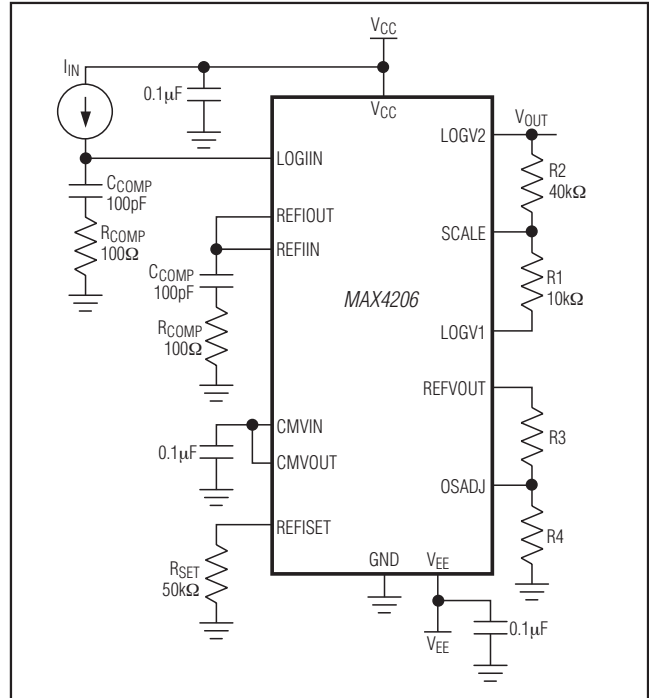 VCC
IIN
0.1µF
VCC
LOGV2
VOUT
LOGIIN
R2
40kΩ
CCOMP
100pF
REFIOUT
SCALE
REFIIN
RCOMP
100Ω
CCOMP
100pF
MAX4206
R1
10kΩ
RCOMP
100Ω
LOGV1
REFVOUT
CMVIN
R3
0.1µF
CMVOUT
OSADJ
REFISET
R4
GND
VEE
RSET
50kΩ
0.1µF
VEE